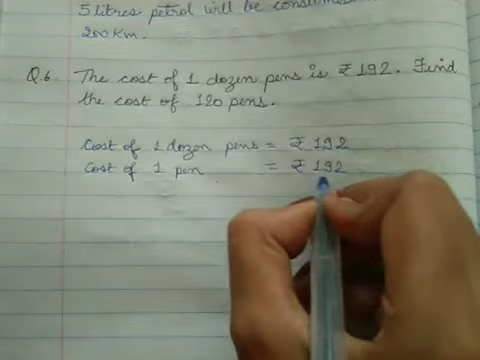 5 litres petrol will be consumed
200 Km.
Q.6. The cost of 1 dozen pens is ₹ 192. Find
the cost of 120 pens.
Cost of 1 dozen pens = ₹ 192
Cost of 1 pen = ₹ 192